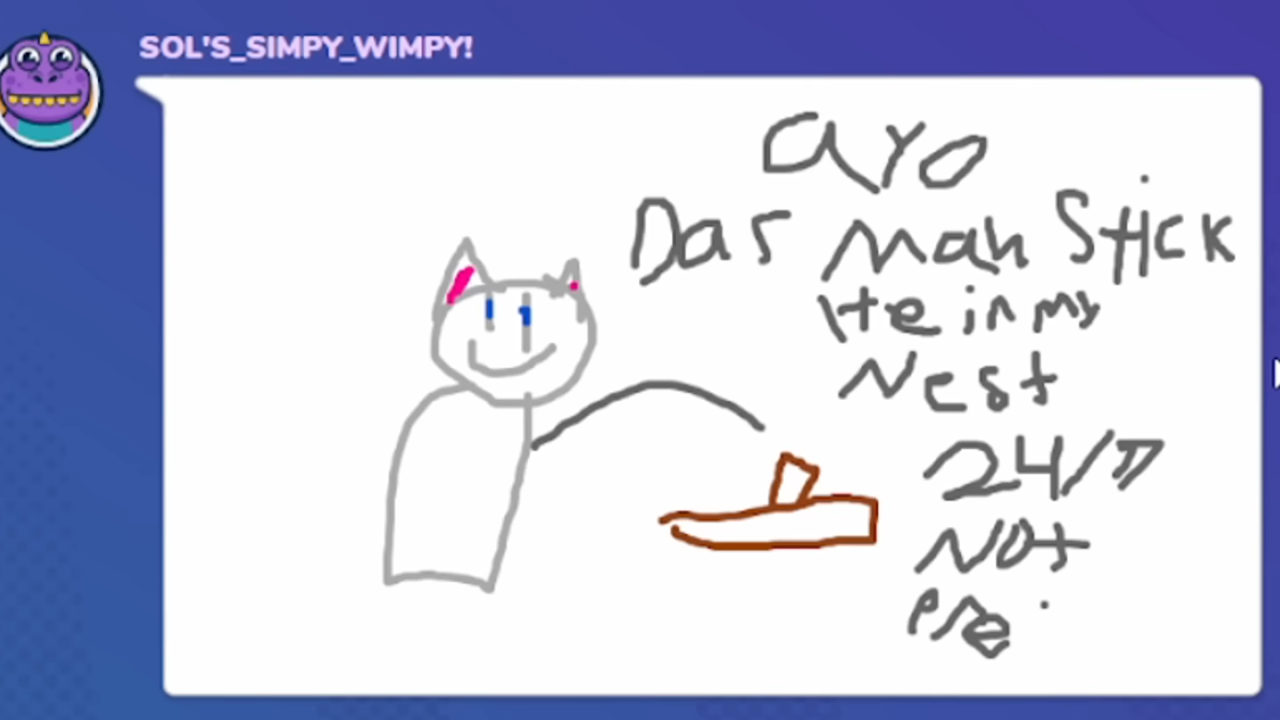 SOL'S_SIMPY_WIMPY!
ayo
Das man Stick
ite in my
Nest
24/7
Not
Pre